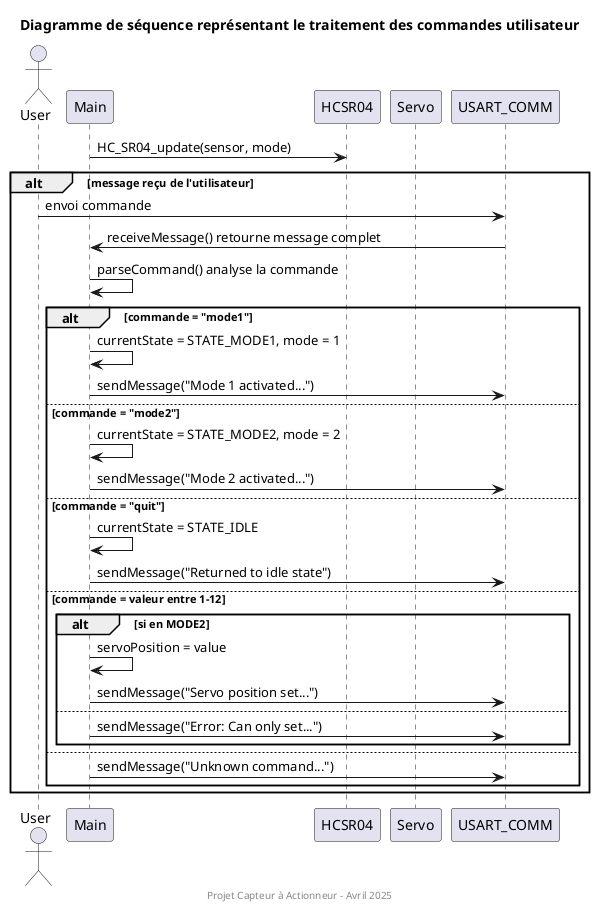 Diagramme de séquence représentant le traitement des commandes utilisateur
User
Main
HCSR04
Servo
USART_COMM
HC_SR04_update(sensor, mode)
alt [message reçu de l'utilisateur]
envoi commande
receiveMessage() retourne message complet
parseCommand() analyse la commande
alt [commande = "mode1"]
currentState = STATE_MODE1, mode = 1
sendMessage("Mode 1 activated...")
[commande = "mode2"]
currentState = STATE_MODE2, mode = 2
sendMessage("Mode 2 activated...")
[commande = "quit"]
currentState = STATE_IDLE
sendMessage("Returned to idle state")
[commande = valeur entre 1-12]
alt [si en MODE2]
servoPosition = value
sendMessage("Servo position set...")
sendMessage("Error: Can only set...")
sendMessage("Unknown command...")
User
Main
HCSR04
Servo
USART_COMM
Projet Capteur à Actionneur - Avril 2025